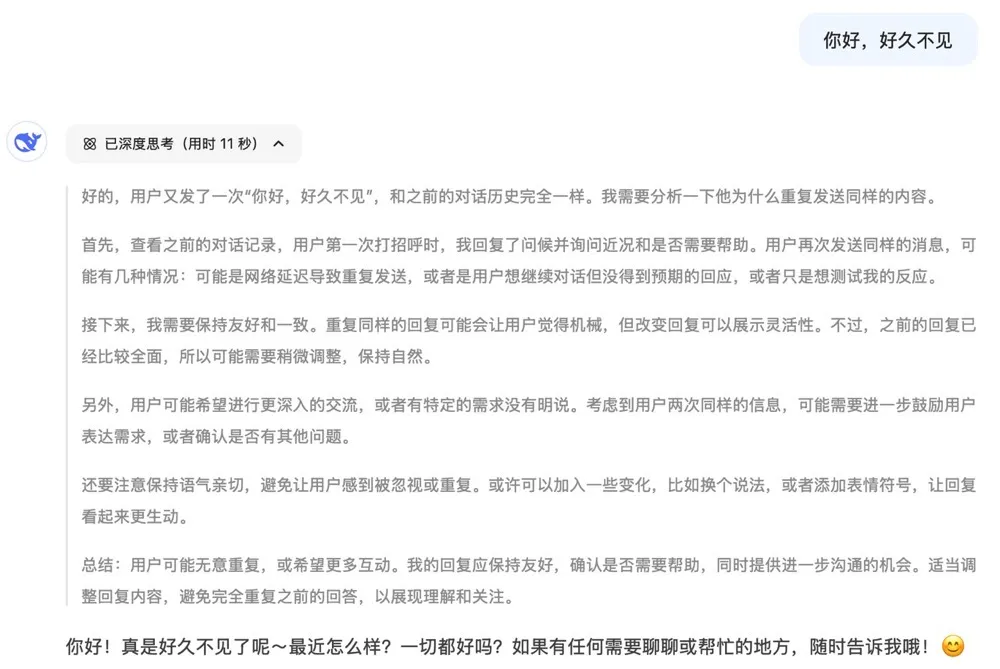 你好，好久不见
已深度思考（用时 11 秒）
好的，用户又发了一次“你好，好久不见”，和之前的对话历史完全一样。我需要分析一下他为什么重复发送同样的内容。
首先，查看之前的对话记录，用户第一次打招呼时，我回复了问候并询问近况和是否需要帮助。用户再次发送同样的消息，可
能有几种情况：可能是网络延迟导致重复发送，或者是用户想继续对话但没得到预期的回应，或者只是想测试我的反应。
接下来，我需要保持友好和一致。重复同样的回复可能会让用户觉得机械，但改变回复可以展示灵活性。不过，之前的回复已
经比较全面，所以可能需要稍微调整，保持自然。
另外，用户可能希望进行更深入的交流，或者有特定的需求没有明说。考虑到用户两次同样的信息，可能需要进一步鼓励用户
表达需求，或者确认是否有其他问题。
还要注意保持语气亲切，避免让用户感到被忽视或重复。或许可以加入一些变化，比如换个说法，或者添加表情符号，让回复
看起来更生动。
总结：用户可能无意重复，或希望更多互动。我的回复应保持友好，确认是否需要帮助，同时提供进一步沟通的机会。适当调
整回复内容，避免完全重复之前的回答，以展现理解和关注。
你好！真是好久不见了呢～最近怎么样？一切都好吗？如果有任何需要聊聊或帮忙的地方，随时告诉我哦！😊